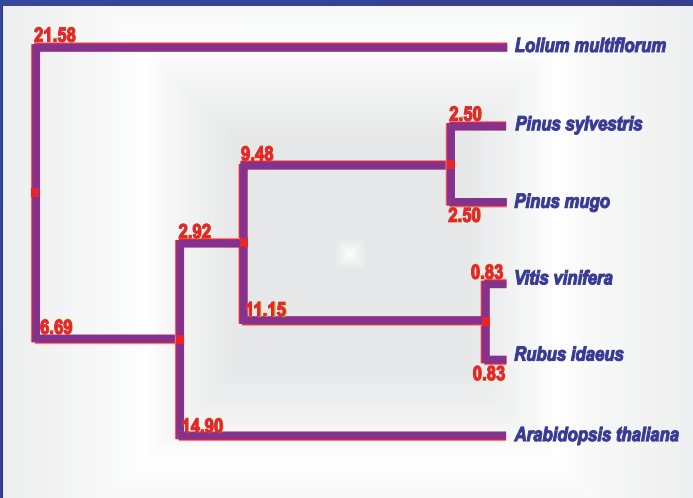 21.58
Lolium multiflorum
2.50
Pinus sylvestris
9.48
Pinus mugo
2.50
2.92
0.83
Vitis vinifera
11.15
6.69
Rubus idaeus
0.83
14.90
Arabidopsis thaliana